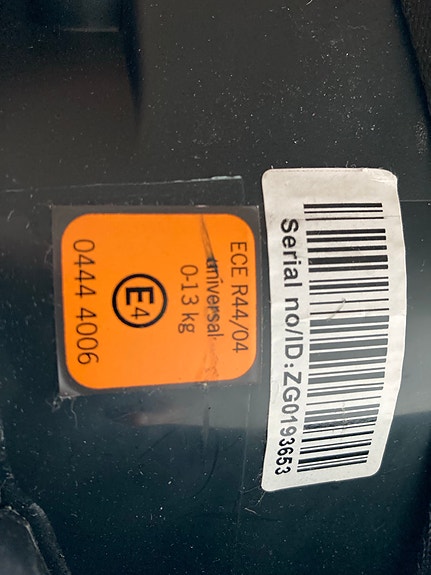 ECE R44/04
universal
0-13 kg
E4
0444 4006
Serial no/ID:ZG0193653